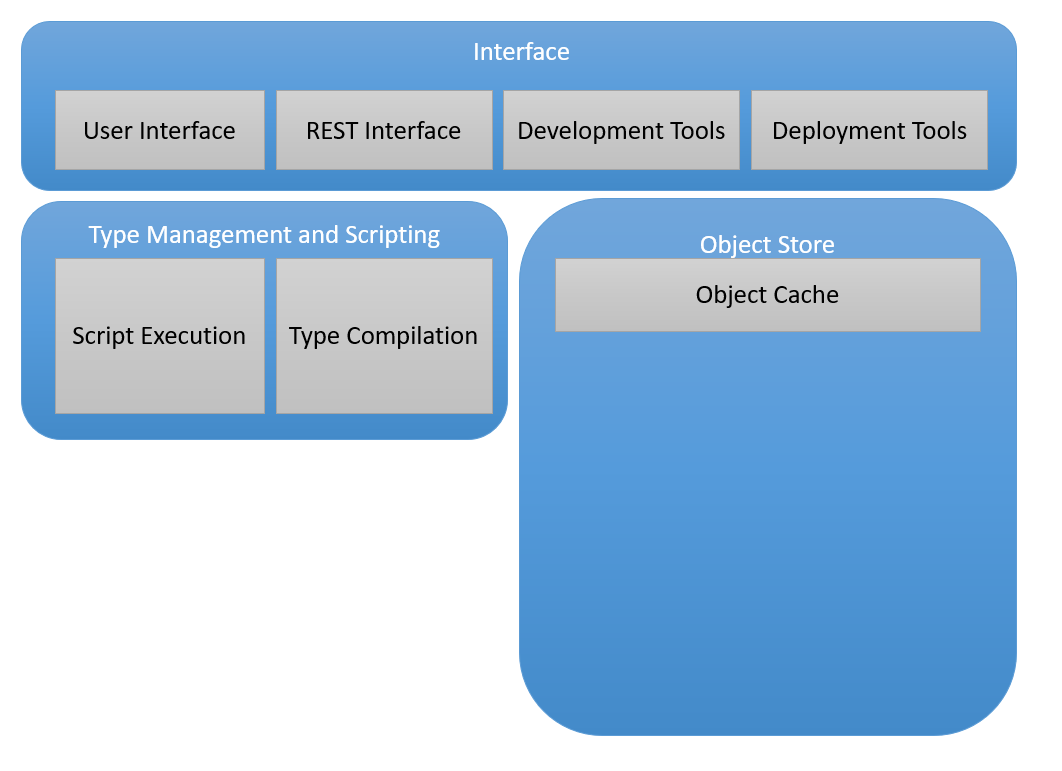 Interface
User Interface
REST Interface
Development Tools
Deployment Tools
Type Management and Scripting
Script Execution
Type Compilation
Object Store
Object Cache